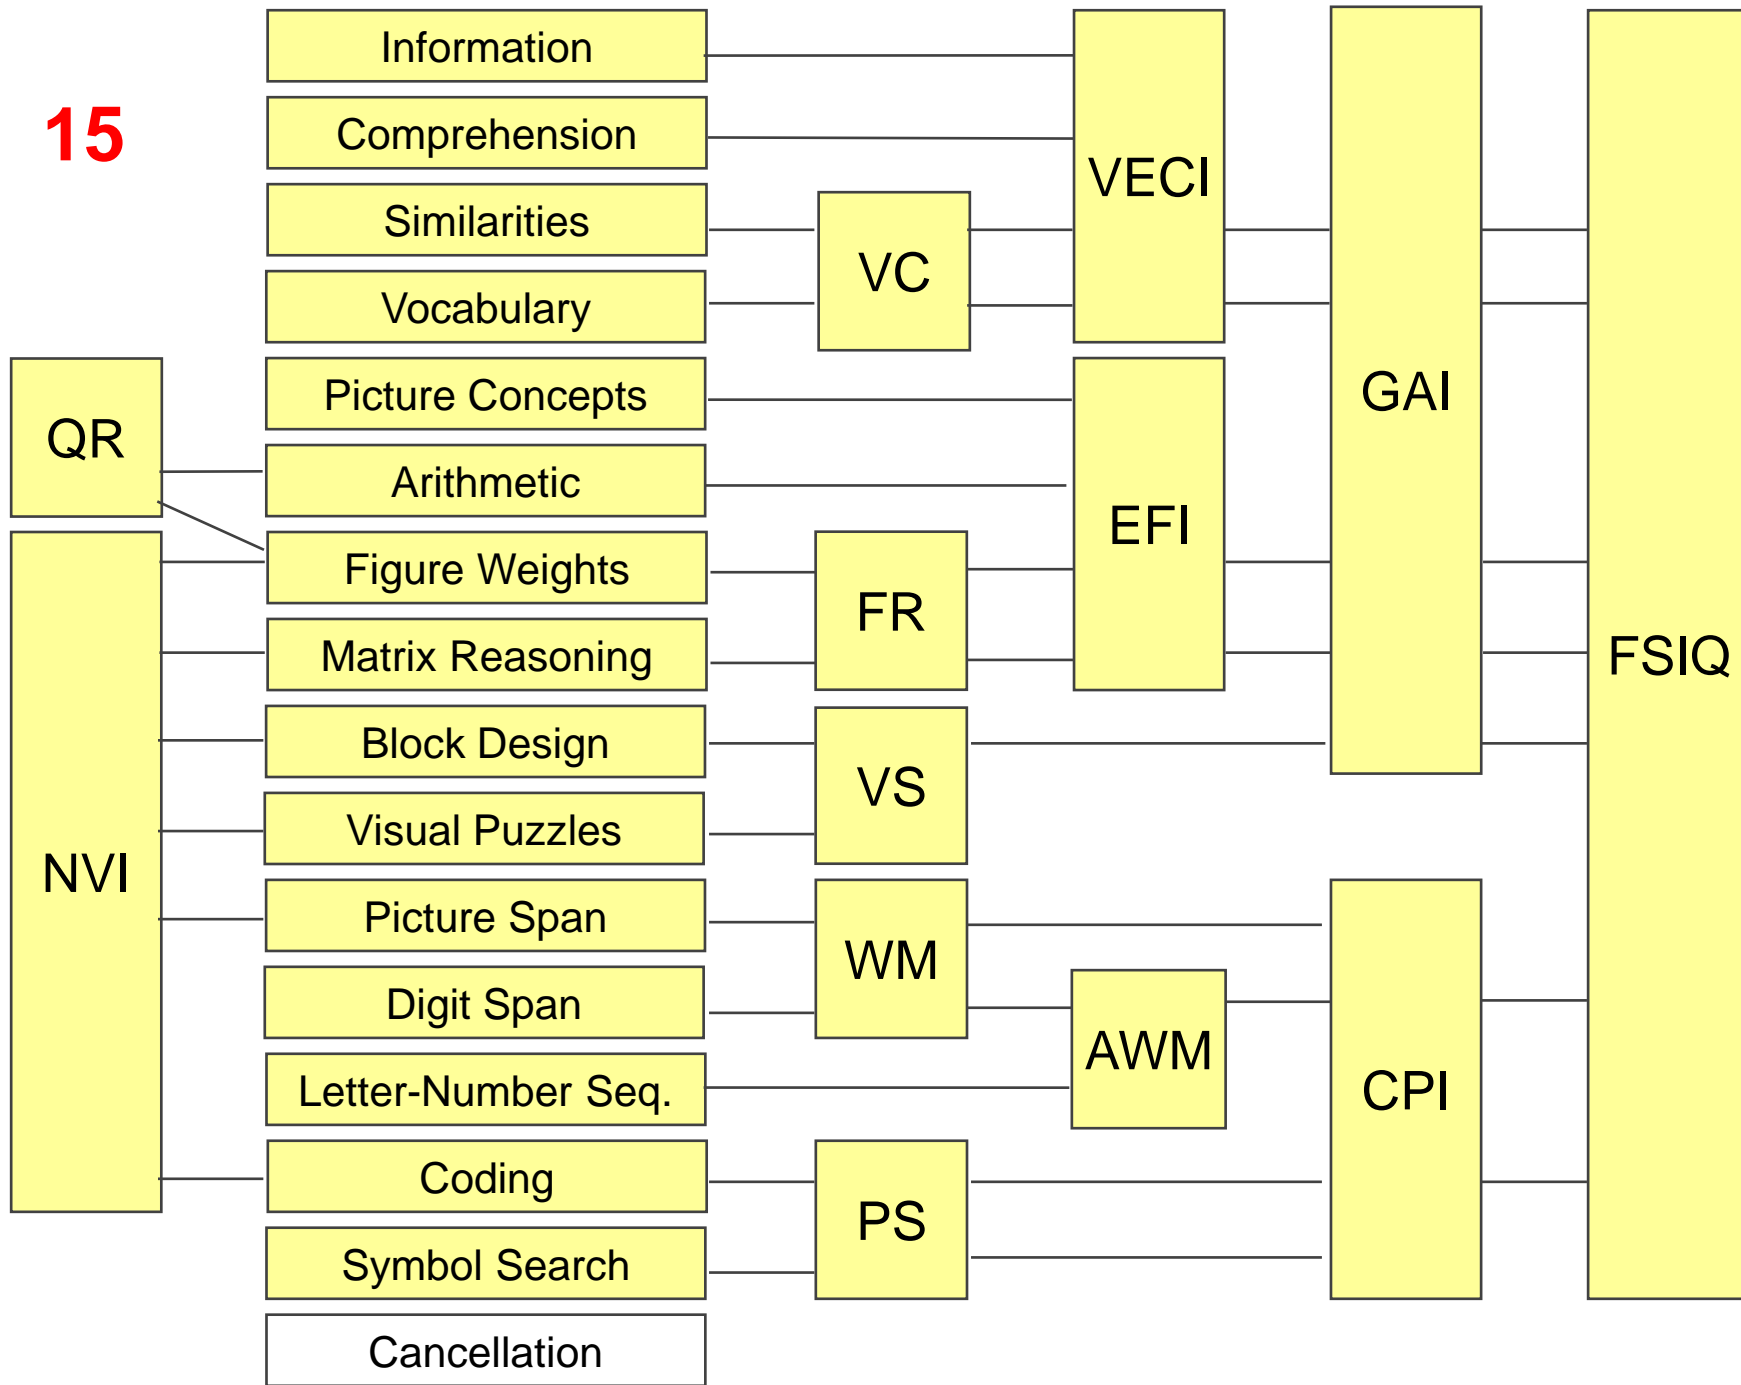 15
Information
Comprehension
Similarities
Vocabulary
Picture Concepts
Arithmetic
Figure Weights
Matrix Reasoning
Block Design
Visual Puzzles
Picture Span
Digit Span
Letter-Number Seq.
Coding
Symbol Search
Cancellation
QR
NVI
VC
FR
VS
WM
PS
VECI
EFI
AWM
GAI
CPI
FSIQ